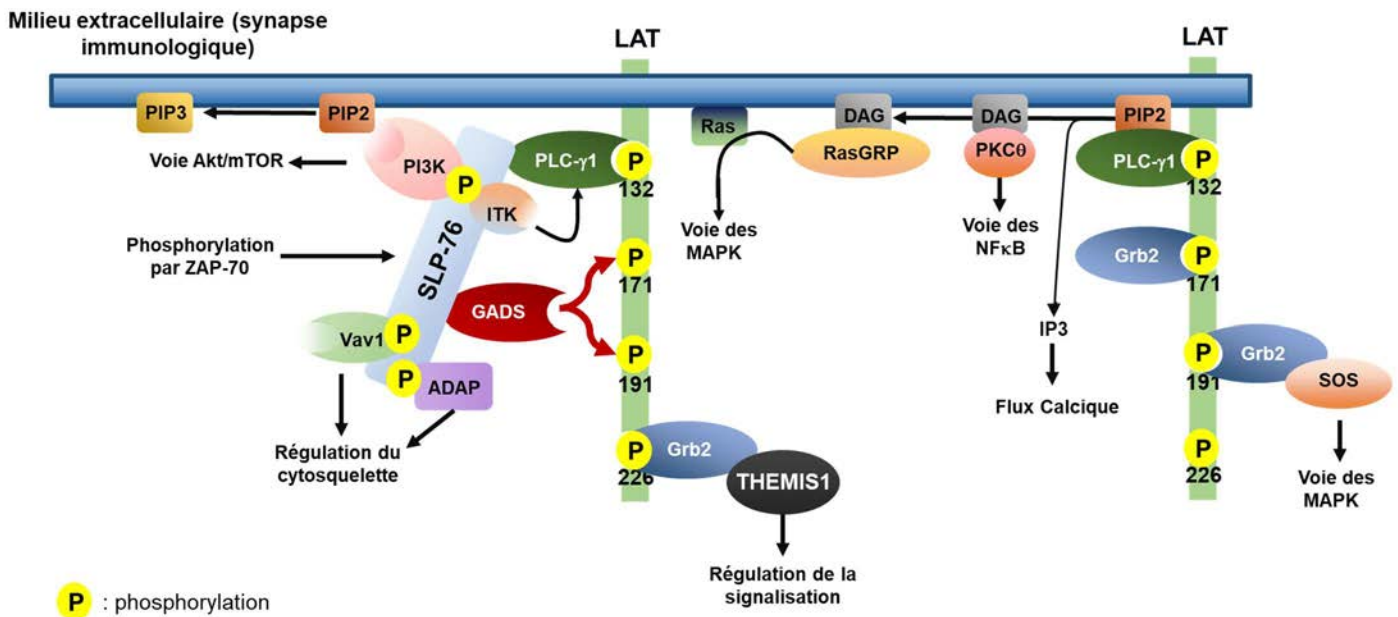 Milieu extracellulaire (synapse
immunologique)
LAT
LAT
PIP3
PIP2
Ras
DAG
DAG
PIP2
RasGRP
PKCθ
PLC-γ1
P
132
PLC-γ1
P
132
Voie Akt/mTOR
PI3K
P
ITK
Voie des
MAPK
Voie des
NFκB
Phosphorylation
par ZAP-70
SLP-76
P
171
Grb2
P
171
GADS
IP3
Vav1
P
P
191
P
191
Grb2
SOS
P
ADAP
Flux Calcique
Régulation du
cytosquelette
P
226
Grb2
THEMIS1
P
226
Voie des
MAPK
Régulation de la
signalisation
P : phosphorylation